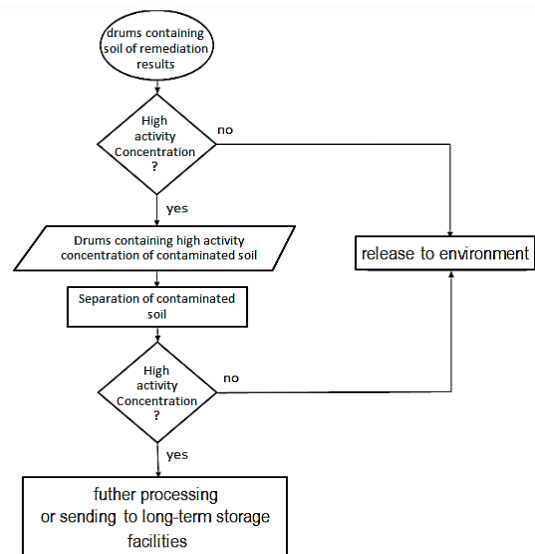 drums containing
soil of remediation
results
High
activity
Concentration
?
no
yes
Drums containing high activity
concentration of contaminated soil
release to environment
Separation of contaminated
soil
High
activity
Concentration
?
no
yes
futher processing
or sending to long-term storage
facilities